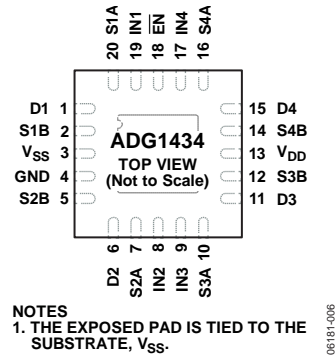 20 S1A
19 IN1
18 EN
17 IN4
16 S4A
D1 1
S1B 2
VSS 3
GND 4
S2B 5
ADG1434
TOP VIEW
(Not to Scale)
15 D4
14 S4B
13 VDD
12 S3B
11 D3
D2 6
S2A 7
IN2 8
IN3 9
S3A 10
NOTES
1. THE EXPOSED PAD IS TIED TO THE
SUBSTRATE, VSS.
06181-006